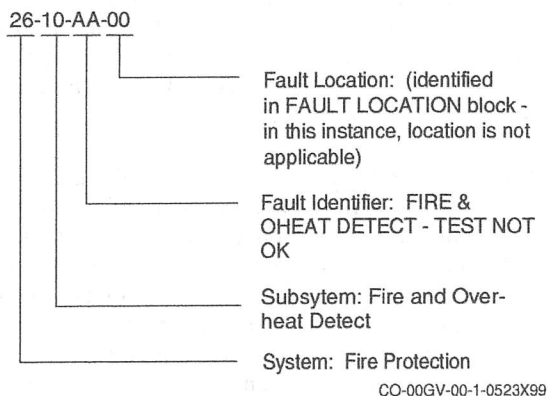 26-10-AA-00
Fault Location: (identified
in FAULT LOCATION block -
in this instance, location is not
applicable)
Fault Identifier: FIRE &
OHEAT DETECT - TEST NOT
OK
Subsytem: Fire and Over-
heat Detect
System: Fire Protection
CO-00GV-00-1-0523X99